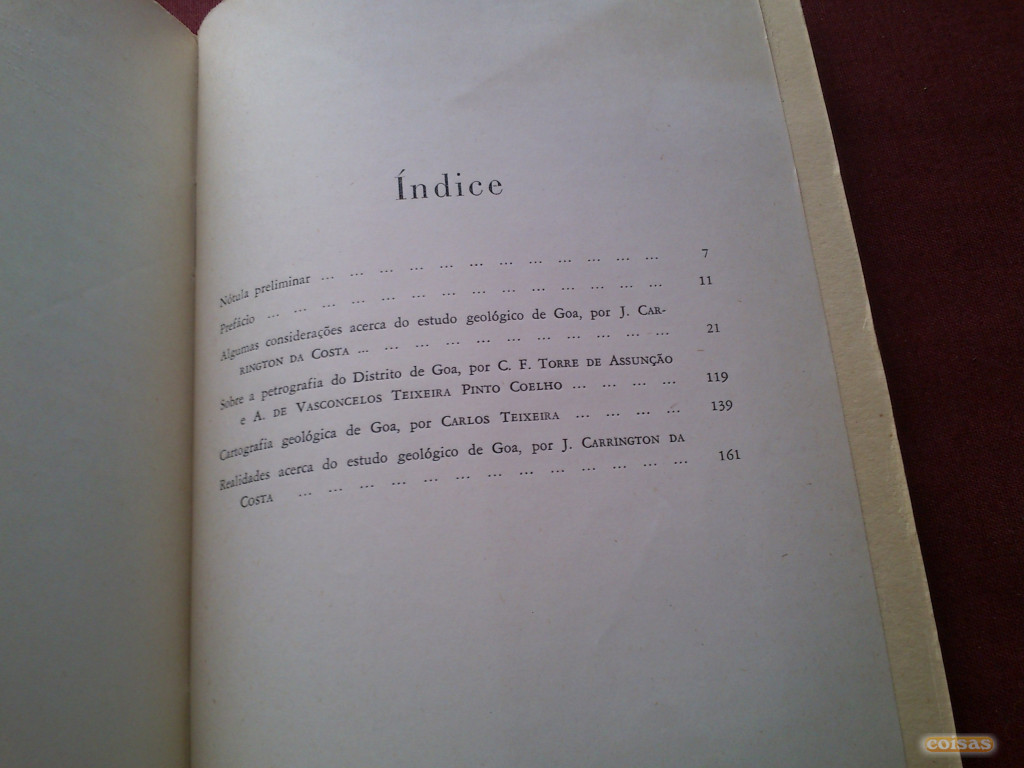 Índice
Nótula preliminar ... ... ... ... ... ... ... ... ... ... ... ... 7
Prefácio ... ... ... ... ... ... ... ... ... ... ... ... ... ... 11
Algumas considerações acerca do estudo geológico de Goa, por J. CAR-
RINGTON DA COSTA ... ... ... ... ... ... ... ... ... ... ... 21
Sobre a petrografia do Distrito de Goa, por C. F. TORRE DE ASSUNÇÃO
e A. DE VASCONCELOS TEIXEIRA PINTO COELHO ... ... ... ... 119
Cartografia geológica de Goa, por CARLOS TEIXEIRA ... ... ... ... 139
Realidades acerca do estudo geológico de Goa, por J. CARRINGTON DA
COSTA ... ... ... ... ... ... ... ... ... ... ... ... ... 161
coisas